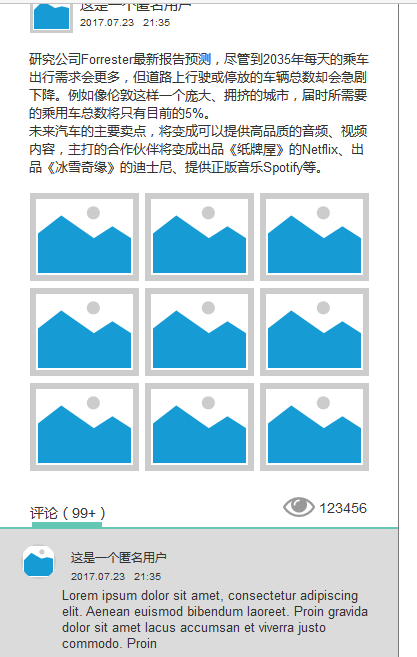 这是一个匿名用户
2017.07.23 21:35
研究公司Forrester最新报告预测，尽管到2035年每天的乘车
出行需求会更多，但道路上行驶或停放的车辆总数却会急剧
下降。例如像伦敦这样一个庞大、拥挤的城市，届时所需要
的乘用车总数将只有目前的5%。
未来汽车的主要卖点，将变成可以提供高品质的音频、视频
内容，主打的合作伙伴将变成出品《纸牌屋》的Netflix、出
品《冰雪奇缘》的迪士尼、提供正版音乐Spotify等。
评论（99+）
123456
这是一个匿名用户
2017.07.23 21:35
Lorem ipsum dolor sit amet, consectetur adipiscing
elit. Aenean euismod bibendum laoreet. Proin gravida
dolor sit amet lacus accumsan et viverra justo
commodo. Proin